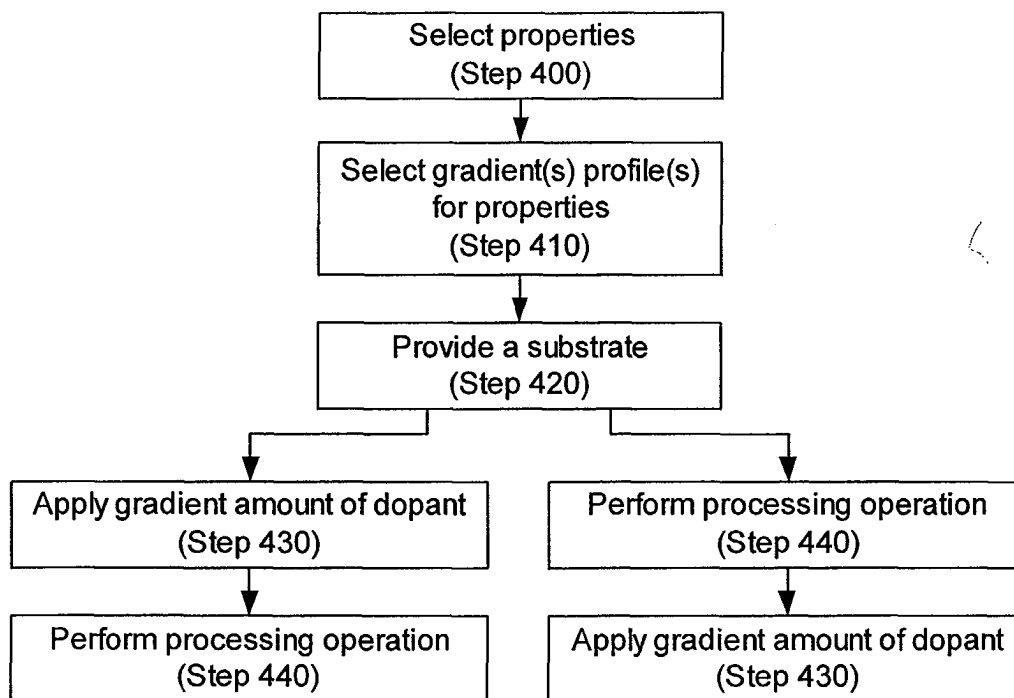 Select properties
(Step 400)
Select gradient(s) profile(s)
for properties
(Step 410)
Provide a substrate
(Step 420)
Apply gradient amount of dopant
(Step 430)
Perform processing operation
(Step 440)
Perform processing operation
(Step 440)
Apply gradient amount of dopant
(Step 430)